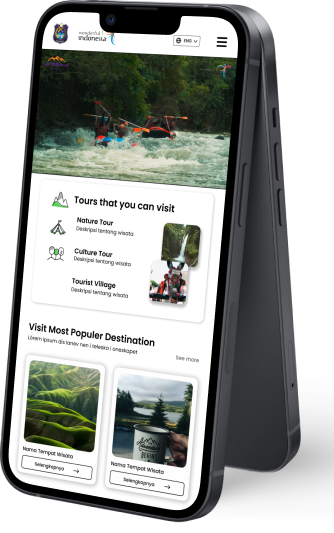 wonderful
indonesia
ENG
Tours that you can visit
Nature Tour
Deskripsi tentang wisata
Culture Tour
Deskripsi tentang wisata
Tourist Village
Deskripsi tentang wisata
Visit Most Populer Destination
Lorem ipsum dis lanev nen i teleska i oneskapet
See more
Nama Tempat Wisata
Selengkapnya
Nama Tempat Wisata
Selengkapnya